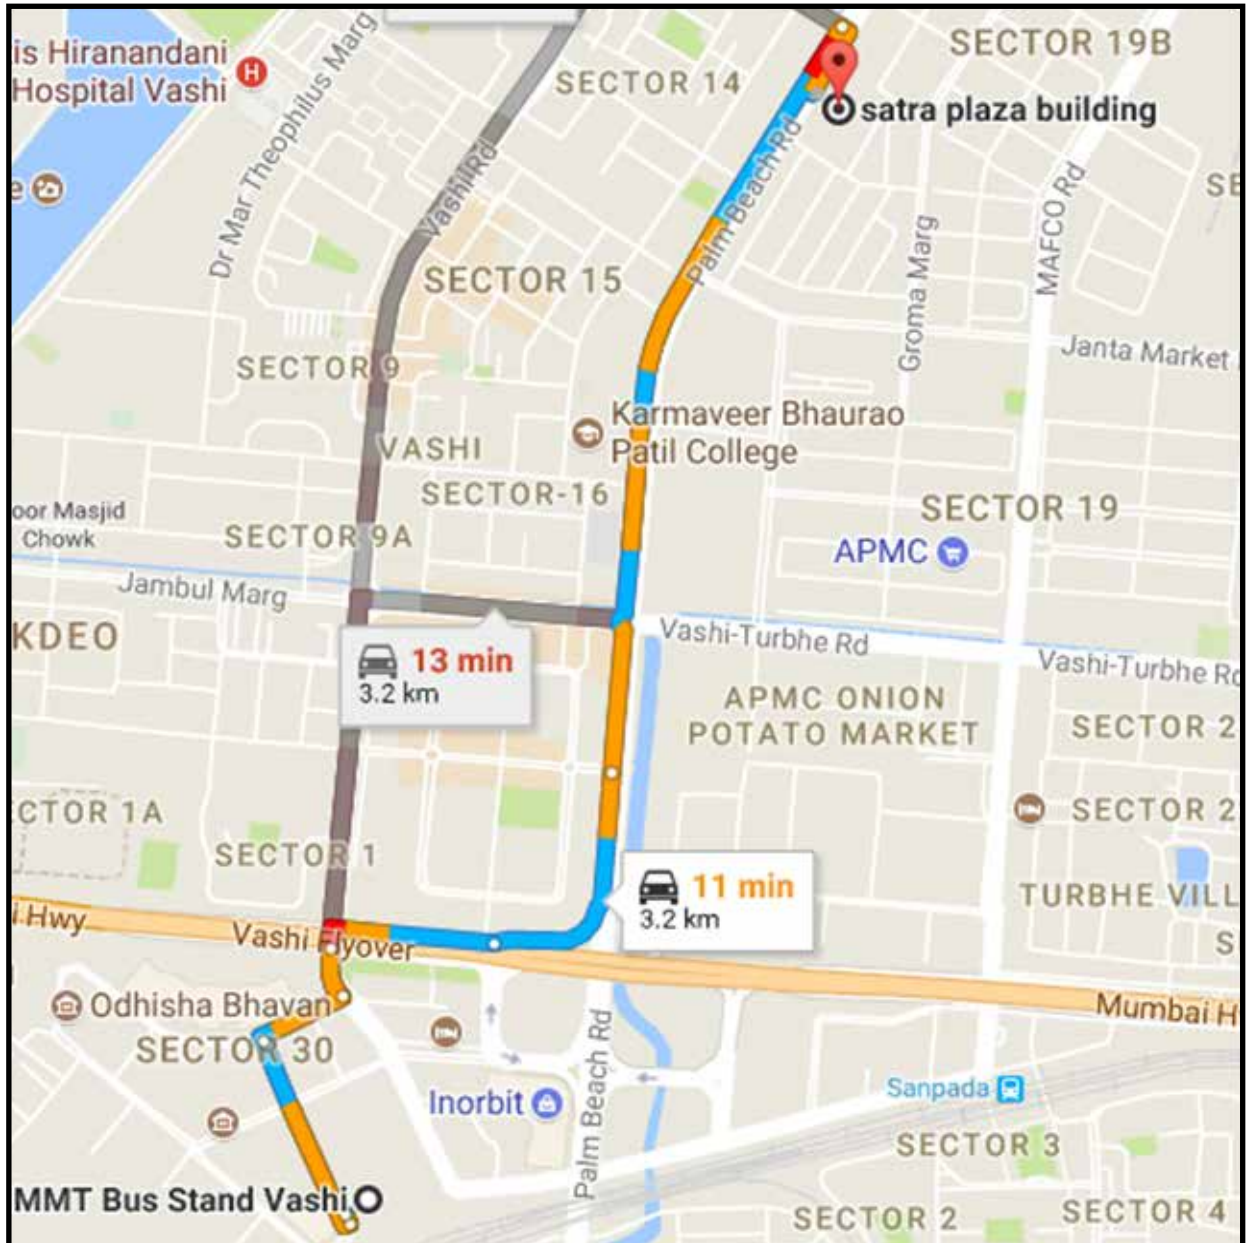 is Hiranandani
Hospital Vashi
H
Dr Mar Theophilus Marg
Vashi Rd
SECTOR 14
SECTOR 19B
satra plaza building
Palm Beach Rd
MAFCO Rd
Groma Marg
SE
e
SECTOR 15
Janta Market
SECTOR 9
Karmaveer Bhaurao
Patil College
VASHI
SECTOR-16
SECTOR 19
oor Masjid
Chowk
SECTOR 9A
APMC
Jambul Marg
KDEO
Vashi-Turbhe Rd
Vashi-Turbhe Rd
13 min
3.2 km
APMC ONION
POTATO MARKET
SECTOR 2
CTOR 1A
SECTOR 2
SECTOR 1
11 min
3.2 km
TURBHE VILL
S
i Hwy
Vashi Flyover
Mumbai H
Odhisha Bhavan
SECTOR 30
Inorbit
Palm Beach Rd
Sanpada
SECTOR 3
MMT Bus Stand Vashi
SECTOR 2
SECTOR 4